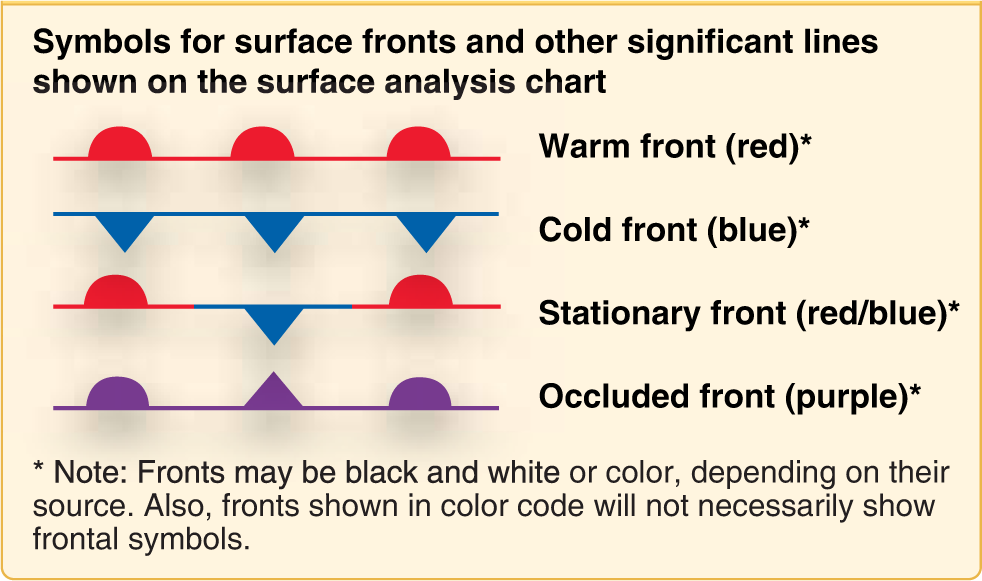 Symbols for surface fronts and other significant lines
shown on the surface analysis chart
Warm front (red)*
Cold front (blue)*
Stationary front (red/blue)*
Occluded front (purple)*
* Note: Fronts may be black and white or color, depending on their
source. Also, fronts shown in color code will not necessarily show
frontal symbols.